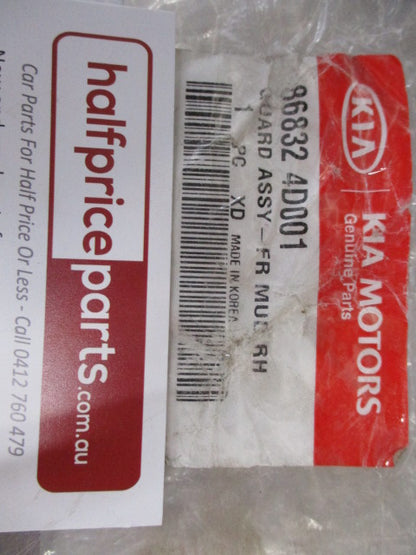 halfpriceparts.com.au
Car Parts For Half Price Or Less - Call 0412 760 479
KIA
KIA MOTORS
Genuine Parts
96832 4D001
GUARD ASSY - FR MUD RH
1 PC XD MADE IN KOREA